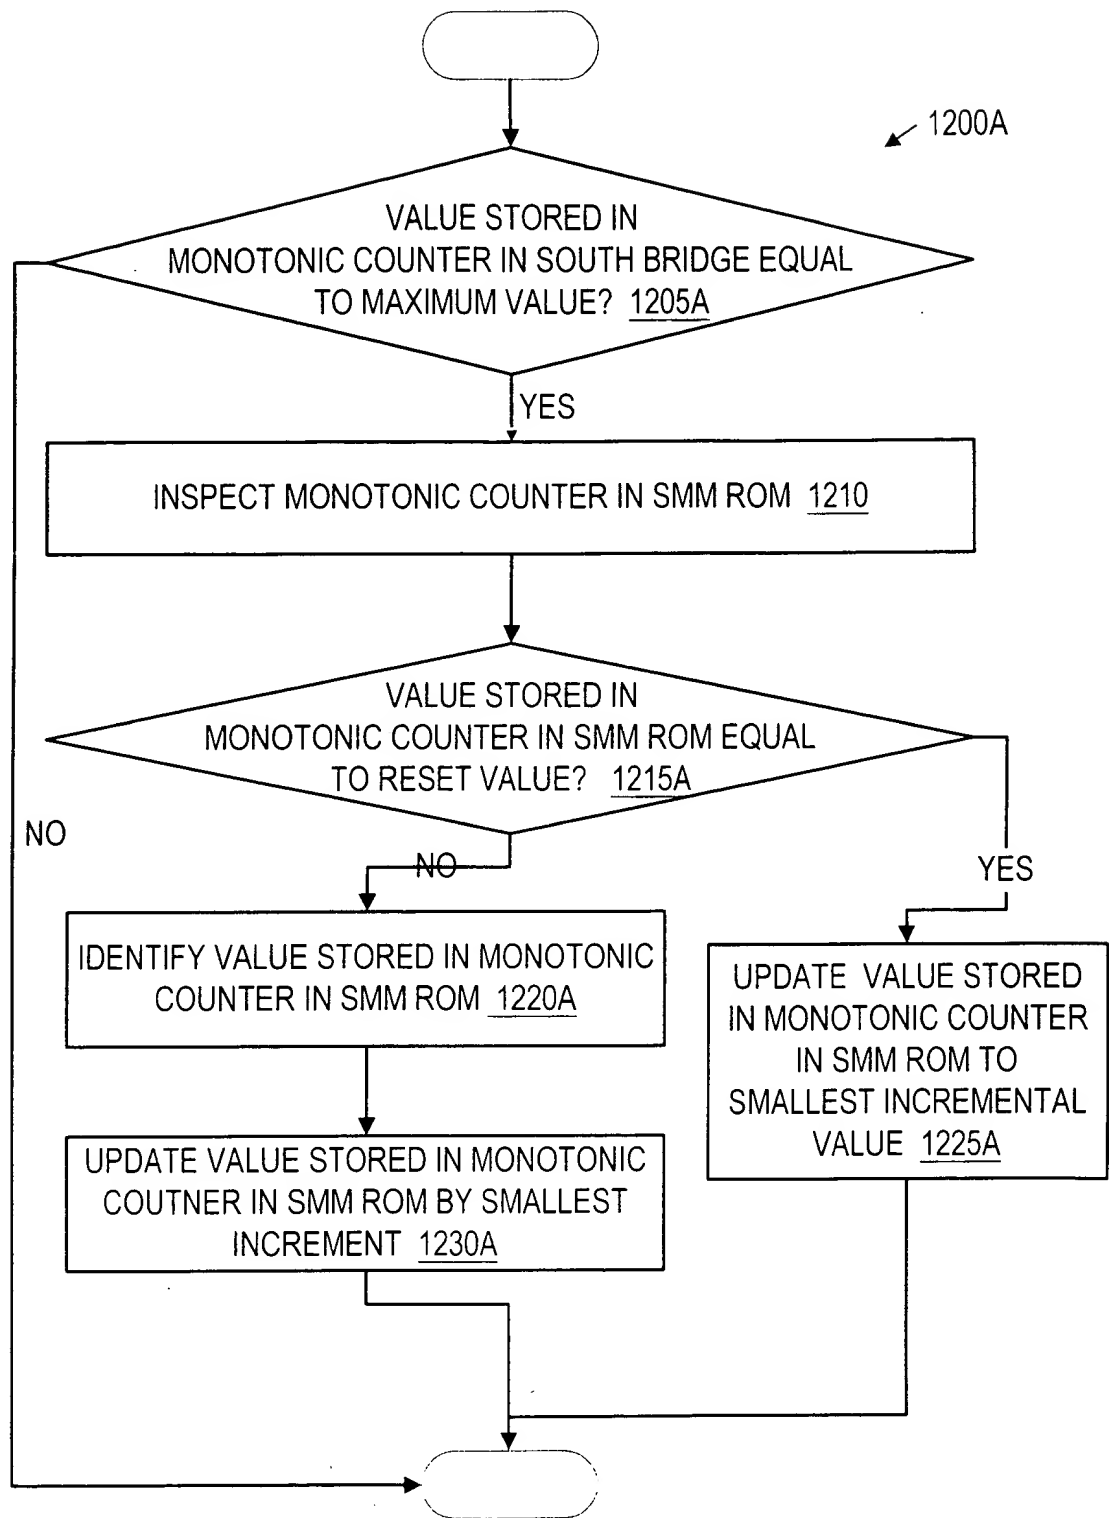 1200A
VALUE STORED IN
MONOTONIC COUNTER IN SOUTH BRIDGE EQUAL
TO MAXIMUM VALUE? 1205A
YES
INSPECT MONOTONIC COUNTER IN SMM ROM 1210
VALUE STORED IN
MONOTONIC COUNTER IN SMM ROM EQUAL
TO RESET VALUE? 1215A
NO
NO
YES
IDENTIFY VALUE STORED IN MONOTONIC
COUNTER IN SMM ROM 1220A
UPDATE VALUE STORED
IN MONOTONIC COUNTER
IN SMM ROM TO
SMALLEST INCREMENTAL
VALUE 1225A
UPDATE VALUE STORED IN MONOTONIC
COUTNER IN SMM ROM BY SMALLEST
INCREMENT 1230A